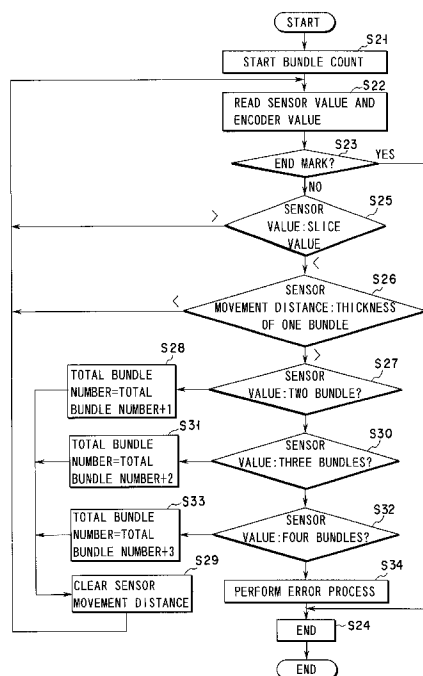 START
S21
START BUNDLE COUNT
S22
READ SENSOR VALUE AND
ENCODER VALUE
S23
END MARK?
YES
NO
S25
SENSOR
VALUE:SLICE
VALUE
>
<
S26
SENSOR
MOVEMENT DISTANCE:THICKNESS
OF ONE BUNDLE
<
>
S28
TOTAL BUNDLE
NUMBER=TOTAL
BUNDLE NUMBER+1
S27
SENSOR
VALUE:TWO BUNDLE?
S31
TOTAL BUNDLE
NUMBER=TOTAL
BUNDLE NUMBER+2
S30
SENSOR
VALUE:THREE BUNDLES?
S33
TOTAL BUNDLE
NUMBER=TOTAL
BUNDLE NUMBER+3
S32
SENSOR
VALUE:FOUR BUNDLES?
S29
CLEAR SENSOR
MOVEMENT DISTANCE
S34
PERFORM ERROR PROCESS
END
S24
END